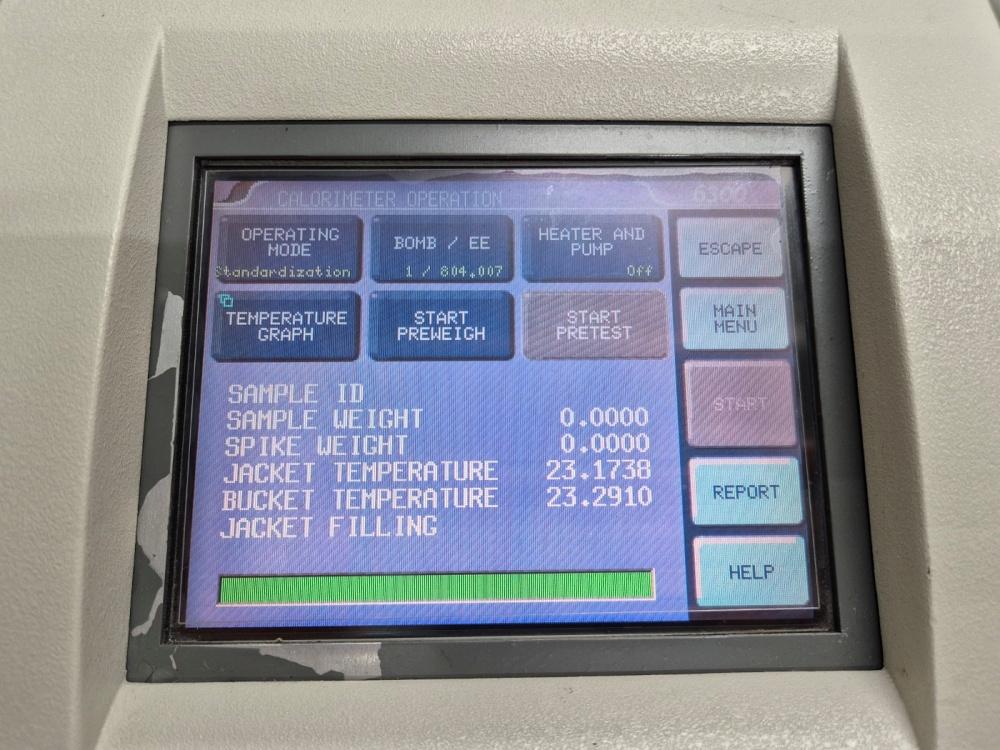 CALORIMETER OPERATION 6300
OPERATING
MODE
Standardization
BOMB / EE
1 / 804.007
HEATER AND
PUMP
Off
ESCAPE
TEMPERATURE
GRAPH
START
PREWEIGH
START
PRETEST
MAIN
MENU
START
SAMPLE ID
SAMPLE WEIGHT 0.0000
SPIKE WEIGHT 0.0000
JACKET TEMPERATURE 23.1738
BUCKET TEMPERATURE 23.2910
JACKET FILLING
REPORT
HELP